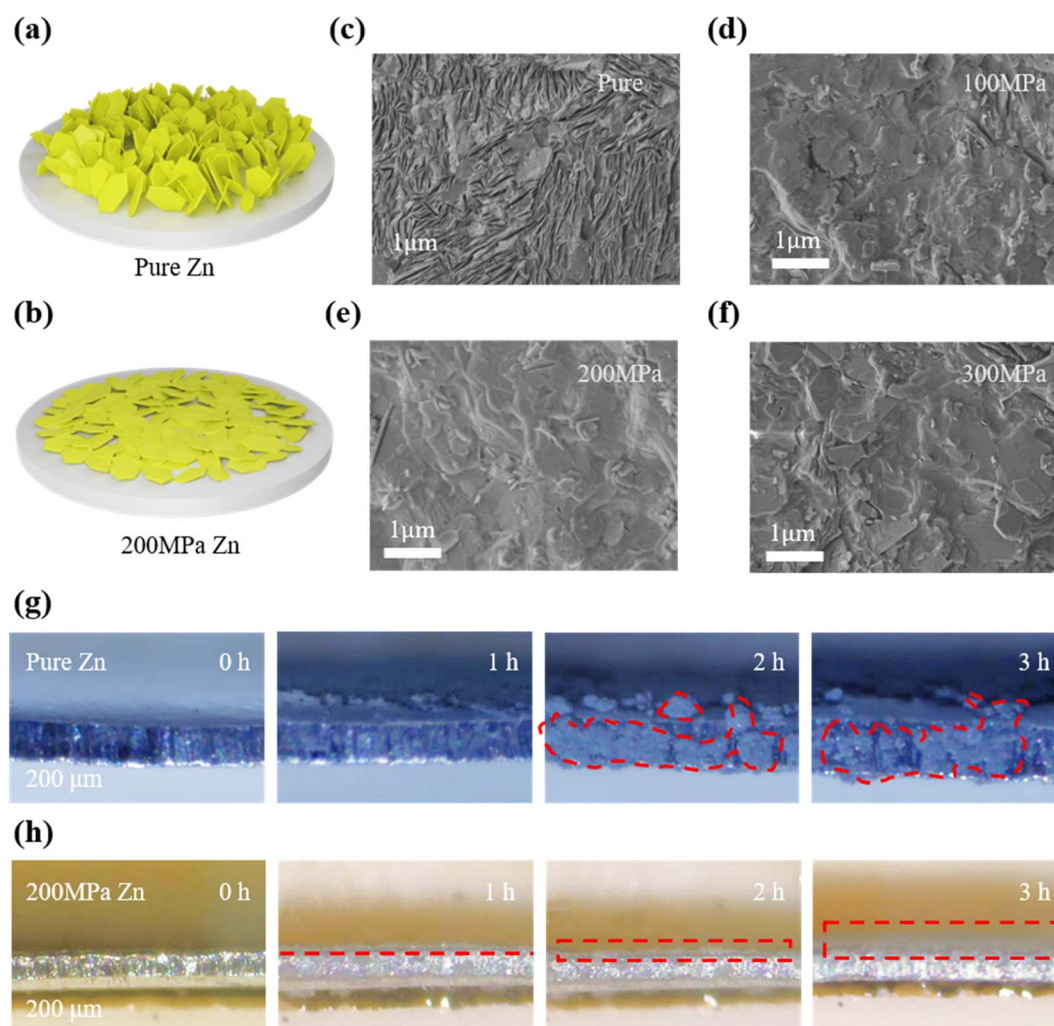 (a)
Pure Zn
(b)
200MPa Zn
(c)
Pure
1μm
(d)
100MPa
1μm
(e)
200MPa
1μm
(f)
300MPa
1μm
(g)
Pure Zn
0 h
1 h
2 h
3 h
200 μm
(h)
200MPa Zn
0 h
1 h
2 h
3 h
200 μm